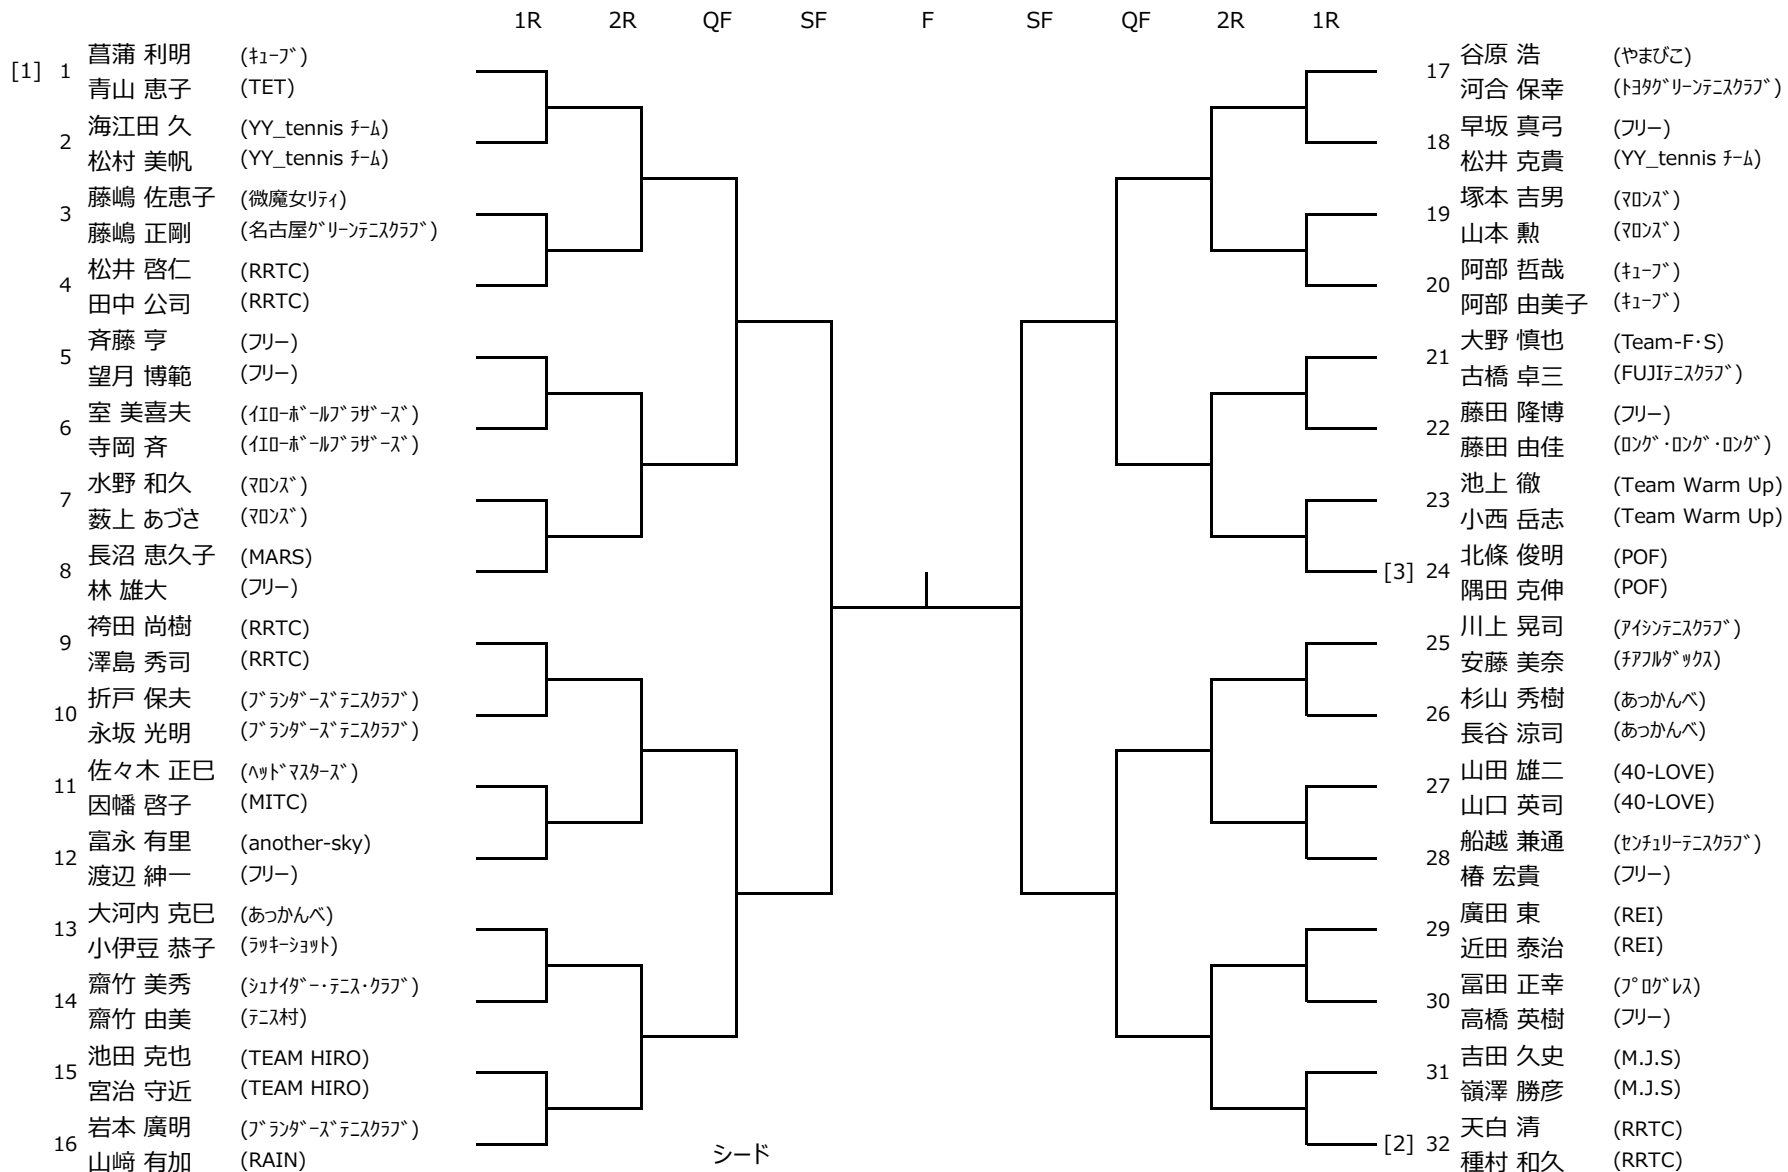 1R 2R QF SF F SF QF 2R 1R
[1] 1 菖蒲 利明 (ｷｭｰﾌﾞ)
青山 恵子 (TET)
2 海江田 久 (YY_tennis ﾁｰﾑ)
松村 美帆 (YY_tennis ﾁｰﾑ)
3 藤嶋 佐恵子 (微魔女ﾘﾃｨ)
藤嶋 正剛 (名古屋ｸﾞﾘｰﾝﾃﾆｽｸﾗﾌﾞ)
4 松井 啓仁 (RRTC)
田中 公司 (RRTC)
5 斉藤 亨 (フリー)
望月 博範 (フリー)
6 室 美喜夫 (ｲｴﾛｰﾎﾞｰﾙﾌﾞﾗｻﾞｰｽﾞ)
寺岡 斉 (ｲｴﾛｰﾎﾞｰﾙﾌﾞﾗｻﾞｰｽﾞ)
7 水野 和久 (ﾏﾛﾝｽﾞ)
薮上 あづさ (ﾏﾛﾝｽﾞ)
8 長沼 恵久子 (MARS)
林 雄大 (フリー)
9 袴田 尚樹 (RRTC)
澤島 秀司 (RRTC)
10 折戸 保夫 (ﾌﾞﾗﾝﾀﾞｰｽﾞﾃﾆｽｸﾗﾌﾞ)
永坂 光明 (ﾌﾞﾗﾝﾀﾞｰｽﾞﾃﾆｽｸﾗﾌﾞ)
11 佐々木 正巳 (ﾍｯﾄﾞﾏｽﾀｰｽﾞ)
因幡 啓子 (MITC)
12 富永 有里 (another-sky)
渡辺 紳一 (フリー)
13 大河内 克巳 (あっかんべ)
小伊豆 恭子 (ﾗｯｷｰｼｮｯﾄ)
14 齋竹 美秀 (ｼｭﾅｲﾀﾞｰ･ﾃﾆｽ･ｸﾗﾌﾞ)
齋竹 由美 (ﾃﾆｽ村)
15 池田 克也 (TEAM HIRO)
宮治 守近 (TEAM HIRO)
16 岩本 廣明 (ﾌﾞﾗﾝﾀﾞｰｽﾞﾃﾆｽｸﾗﾌﾞ)
山﨑 有加 (RAIN)
17 谷原 浩 (やまびこ)
河合 保幸 (ﾄﾖﾀｸﾞﾘｰﾝﾃﾆｽｸﾗﾌﾞ)
18 早坂 真弓 (フリー)
松井 克貴 (YY_tennis ﾁｰﾑ)
19 塚本 吉男 (ﾏﾛﾝｽﾞ)
山本 勲 (ﾏﾛﾝｽﾞ)
20 阿部 哲哉 (ｷｭｰﾌﾞ)
阿部 由美子 (ｷｭｰﾌﾞ)
21 大野 慎也 (Team-F･S)
古橋 卓三 (FUJIﾃﾆｽｸﾗﾌﾞ)
22 藤田 隆博 (フリー)
藤田 由佳 (ﾛﾝｸﾞ･ﾛﾝｸﾞ･ﾛﾝｸﾞ)
23 池上 徹 (Team Warm Up)
小西 岳志 (Team Warm Up)
[3] 24 北條 俊明 (POF)
隅田 克伸 (POF)
25 川上 晃司 (ｱｲｼﾝﾃﾆｽｸﾗﾌﾞ)
安藤 美奈 (ﾁｱﾌﾙﾀﾞｯｸｽ)
26 杉山 秀樹 (あっかんべ)
長谷 涼司 (あっかんべ)
27 山田 雄二 (40-LOVE)
山口 英司 (40-LOVE)
28 船越 兼通 (ｾﾝﾁｭﾘｰﾃﾆｽｸﾗﾌﾞ)
椿 宏貴 (フリー)
29 廣田 東 (REI)
近田 泰治 (REI)
30 冨田 正幸 (ﾌﾟﾛｸﾞﾚｽ)
高橋 英樹 (フリー)
31 吉田 久史 (M.J.S)
嶺澤 勝彦 (M.J.S)
[2] 32 天白 清 (RRTC)
種村 和久 (RRTC)
シード